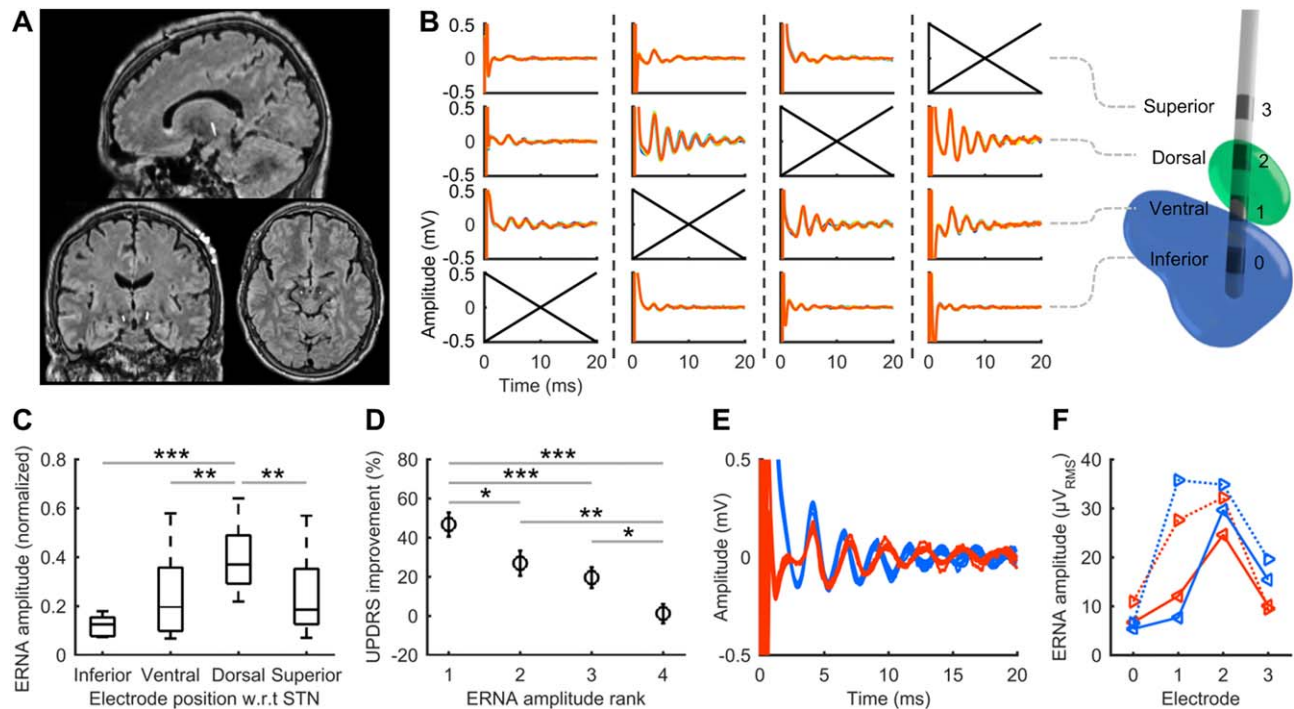 A
B
0.5
0
-0.5
0.5
0
-0.5
0.5
0
-0.5
0.5
0
-0.5
Amplitude (mV)
0 10 20
0 10 20
0 10 20
0 10 20
Time (ms)
Superior 3
Dorsal 2
Ventral 1
Inferior 0
C
ERNA amplitude (normalized)
0.8
0.6
0.4
0.2
0
***
** **
Inferior Ventral Dorsal Superior
Electrode position w.r.t STN
D
UPDRS improvement (%)
80
60
40
20
0
-20
***
***
* **
*
1 2 3 4
ERNA amplitude rank
E
Amplitude (mV)
0.5
0
-0.5
0 5 10 15 20
Time (ms)
F
ERNA amplitude (µVRMS)
40
30
20
10
0
0 1 2 3
Electrode